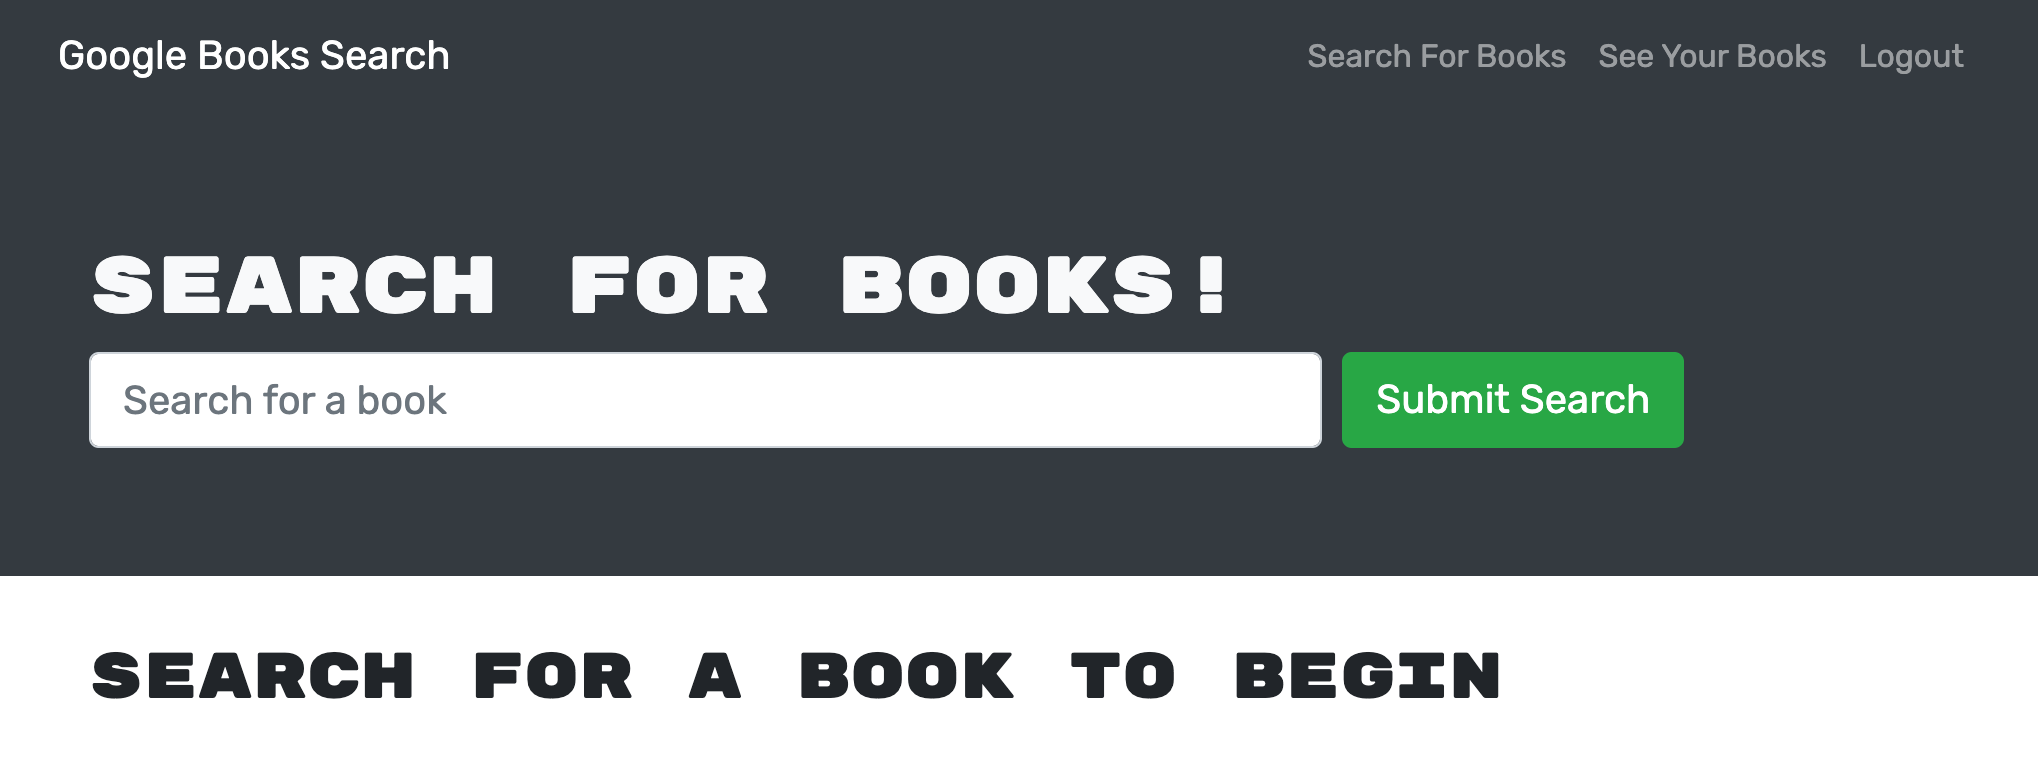 Google Books Search Search For Books See Your Books Logout
SEARCH FOR BOOKS!
Search for a book Submit Search
SEARCH FOR A BOOK TO BEGIN